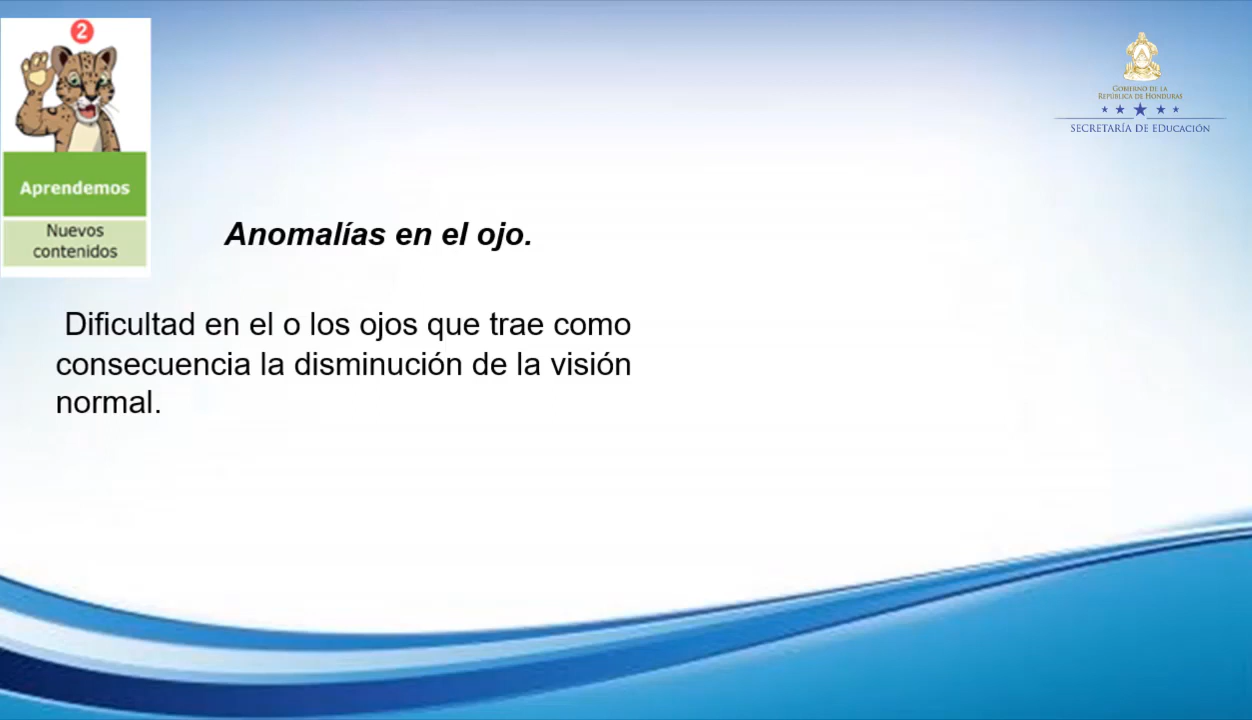 2
Aprendemos
Nuevos
contenidos
GOBIERNO DE LA
REPÚBLICA DE HONDURAS
SECRETARÍA DE EDUCACIÓN
Anomalías en el ojo.
Dificultad en el o los ojos que trae como
consecuencia la disminución de la visión
normal.